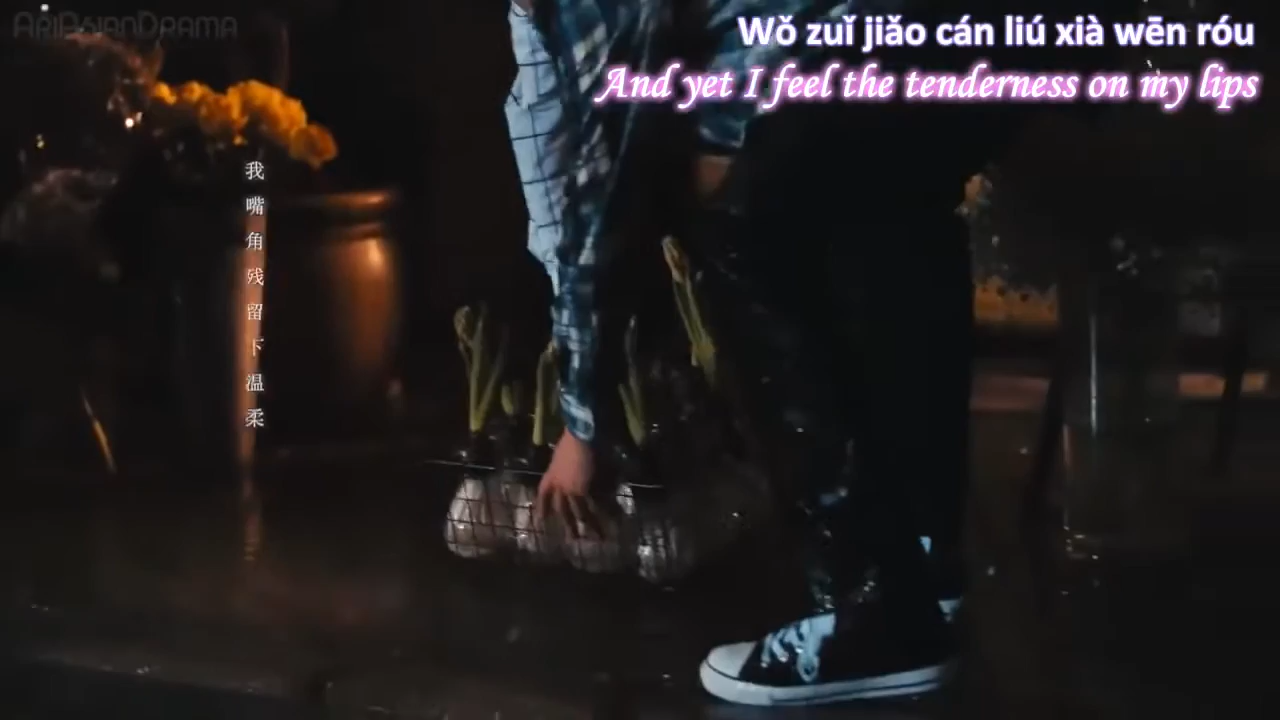 ARIASIANDRAMA
Wǒ zuǐ jiǎo cán liú xià wēn róu
And yet I feel the tenderness on my lips
我嘴角残留下温柔